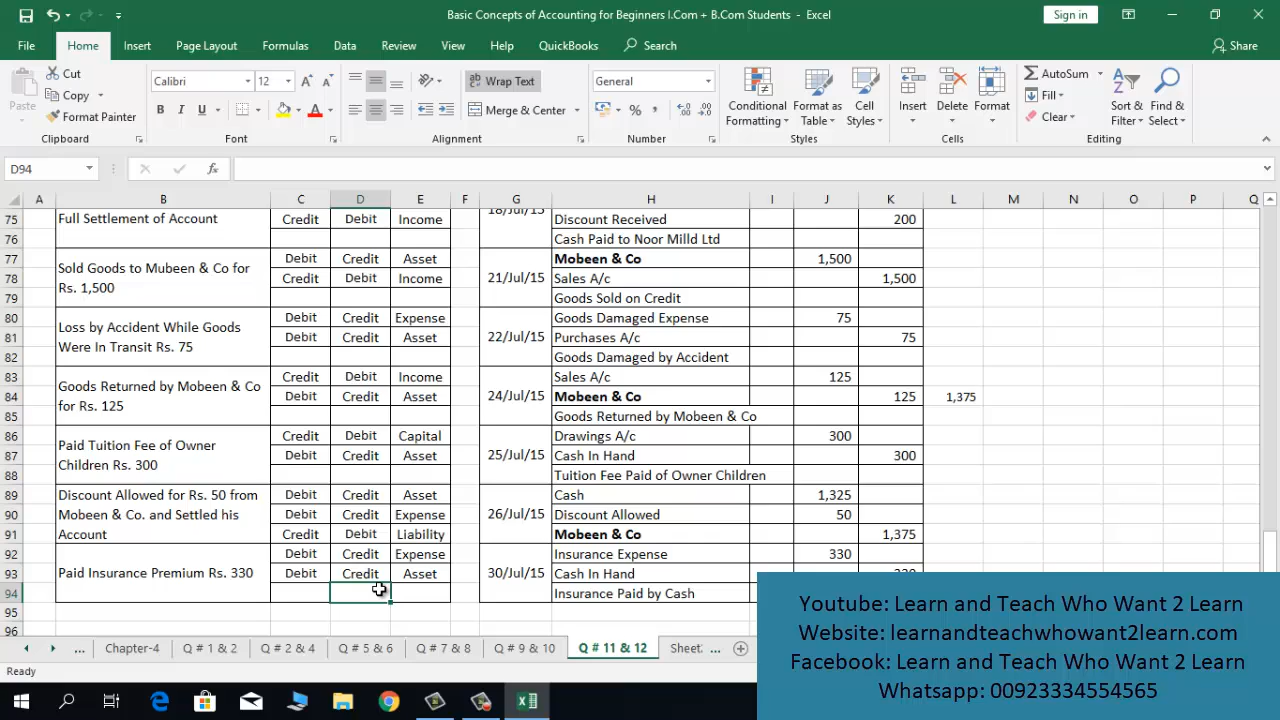 Basic Concepts of Accounting for Beginners I.Com + B.Com Students - Excel
Sign in
File Home Insert Page Layout Formulas Data Review View Help QuickBooks Search Share
Paste
Cut
Copy
Format Painter
Clipboard
Calibri 12
B I U
Font
Wrap Text
Merge & Center
Alignment
General
Number
Conditional Formatting
Format as Table
Cell Styles
Styles
Insert
Delete
Format
Cells
AutoSum
Fill
Clear
Sort & Filter
Find & Select
Editing
D94 fx
A B C D E F G H I J K L M N O P Q
75 Full Settlement of Account Credit Debit Income 18/Jul/15 Discount Received 200
76 Cash Paid to Noor Milld Ltd
77 Sold Goods to Mubeen & Co for Debit Credit Asset Mobeen & Co 1,500
78 Rs. 1,500 Credit Debit Income 21/Jul/15 Sales A/c 1,500
79 Goods Sold on Credit
80 Loss by Accident While Goods Debit Credit Expense Goods Damaged Expense 75
81 Were In Transit Rs. 75 Debit Credit Asset 22/Jul/15 Purchases A/c 75
82 Goods Damaged by Accident
83 Goods Returned by Mobeen & Co Credit Debit Income Sales A/c 125
84 for Rs. 125 Debit Credit Asset 24/Jul/15 Mobeen & Co 125 1,375
85 Goods Returned by Mobeen & Co
86 Paid Tuition Fee of Owner Credit Debit Capital Drawings A/c 300
87 Children Rs. 300 Debit Credit Asset 25/Jul/15 Cash In Hand 300
88 Tuition Fee Paid of Owner Children
89 Discount Allowed for Rs. 50 from Debit Credit Asset Cash 1,325
90 Mobeen & Co. and Settled his Debit Credit Expense 26/Jul/15 Discount Allowed 50
91 Account Credit Debit Liability Mobeen & Co 1,375
92 Debit Credit Expense Insurance Expense 330
93 Paid Insurance Premium Rs. 330 Debit Credit Asset 30/Jul/15 Cash In Hand
94 Insurance Paid by Cash
95
96
Youtube: Learn and Teach Who Want 2 Learn
Website: learnandteachwhowant2learn.com
Facebook: Learn and Teach Who Want 2 Learn
Whatsapp: 00923334554565
... Chapter-4 Q # 1 & 2 Q # 2 & 4 Q # 5 & 6 Q # 7 & 8 Q # 9 & 10 Q # 11 & 12 Sheet ...
Ready